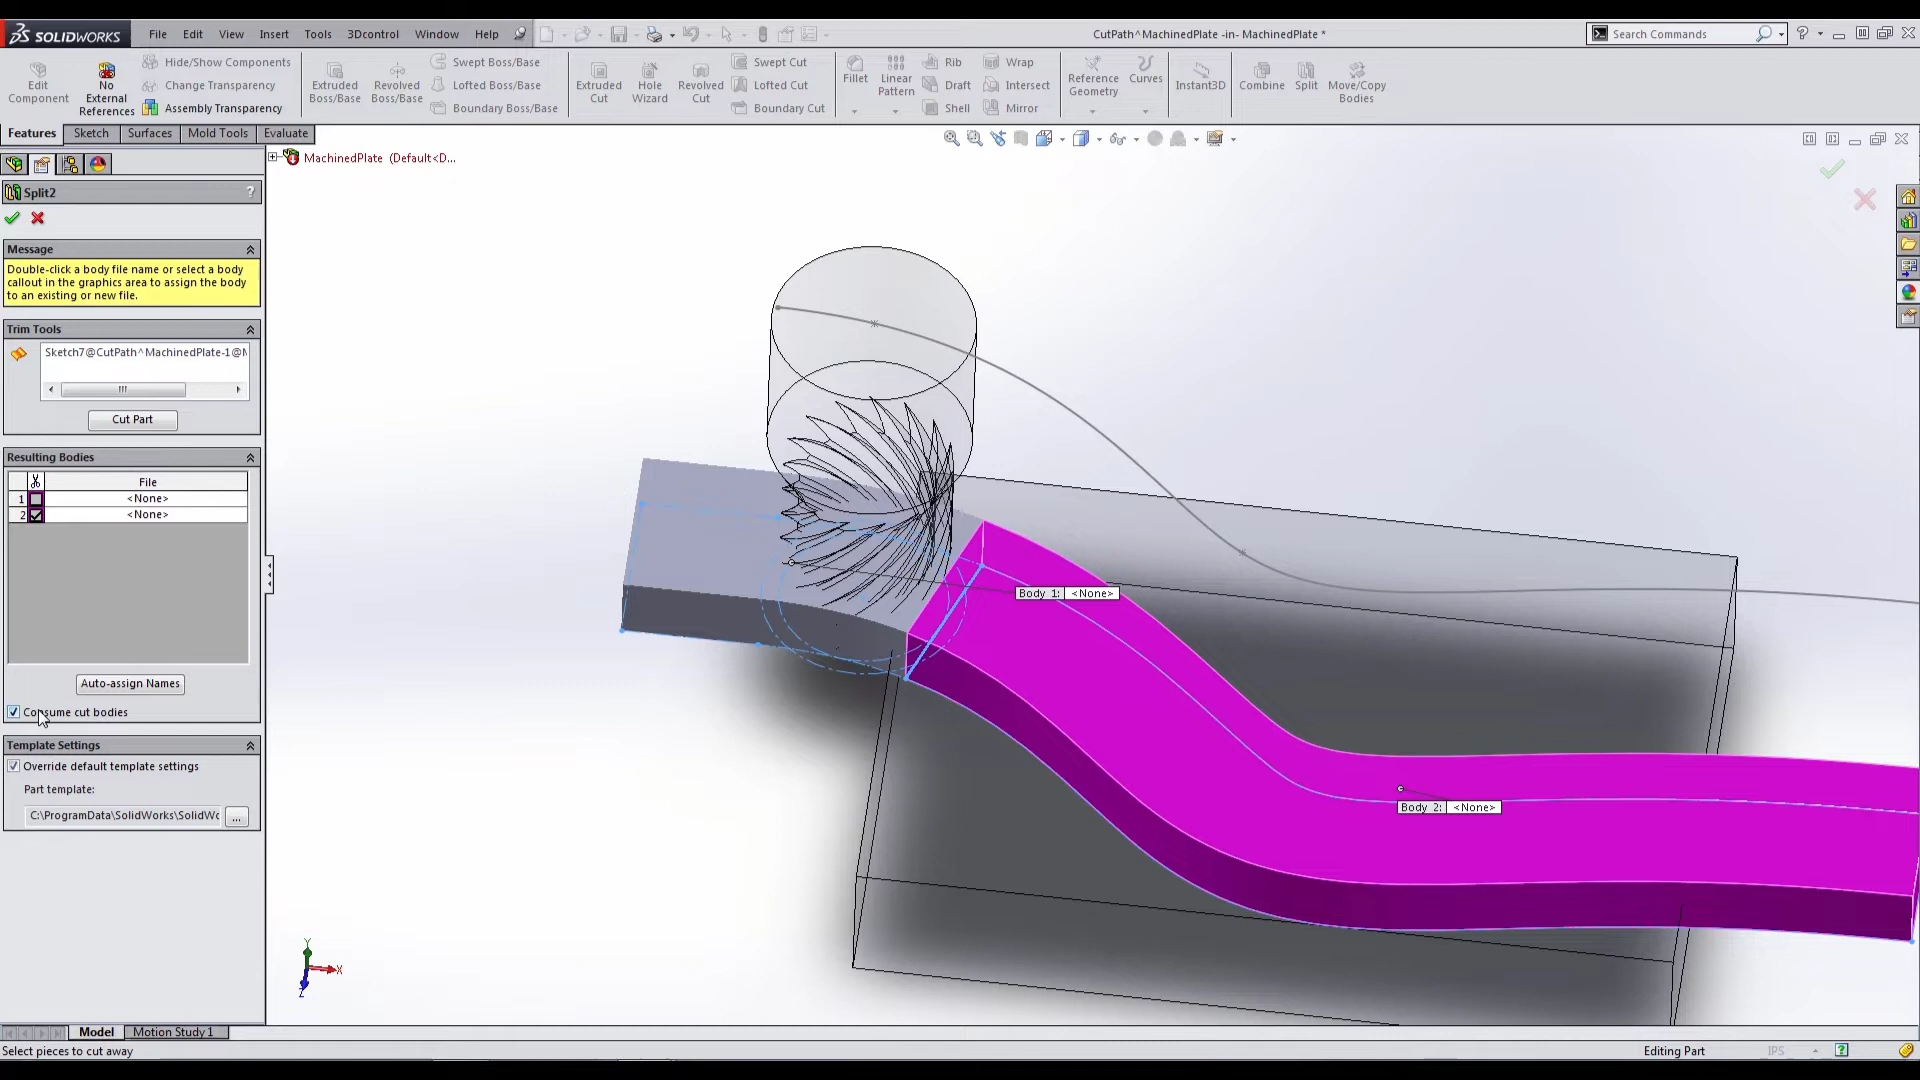 SOLIDWORKS
File Edit View Insert Tools 3Dcontrol Window Help
CutPath^MachinedPlate -in- MachinedPlate *
Search Commands
Edit Component
No External References
Hide/Show Components
Change Transparency
Assembly Transparency
Extruded Boss/Base
Revolved Boss/Base
Swept Boss/Base
Lofted Boss/Base
Boundary Boss/Base
Extruded Cut
Hole Wizard
Revolved Cut
Swept Cut
Lofted Cut
Boundary Cut
Fillet
Linear Pattern
Rib
Draft
Shell
Wrap
Intersect
Mirror
Reference Geometry
Curves
Instant3D
Combine
Split
Move/Copy Bodies
Features Sketch Surfaces Mold Tools Evaluate
MachinedPlate (Default<D...
Split2
?
Message
Double-click a body file name or select a body
callout in the graphics area to assign the body
to an existing or new file.
Trim Tools
Sketch7@CutPath^MachinedPlate-1@M
Cut Part
Resulting Bodies
File
1 <None>
2 <None>
Auto-assign Names
Consume cut bodies
Template Settings
Override default template settings
Part template:
C:\ProgramData\SolidWorks\SolidWo
...
Body 1: <None>
Body 2: <None>
Y
X
Z
Model Motion Study 1
Select pieces to cut away
Editing Part
IPS